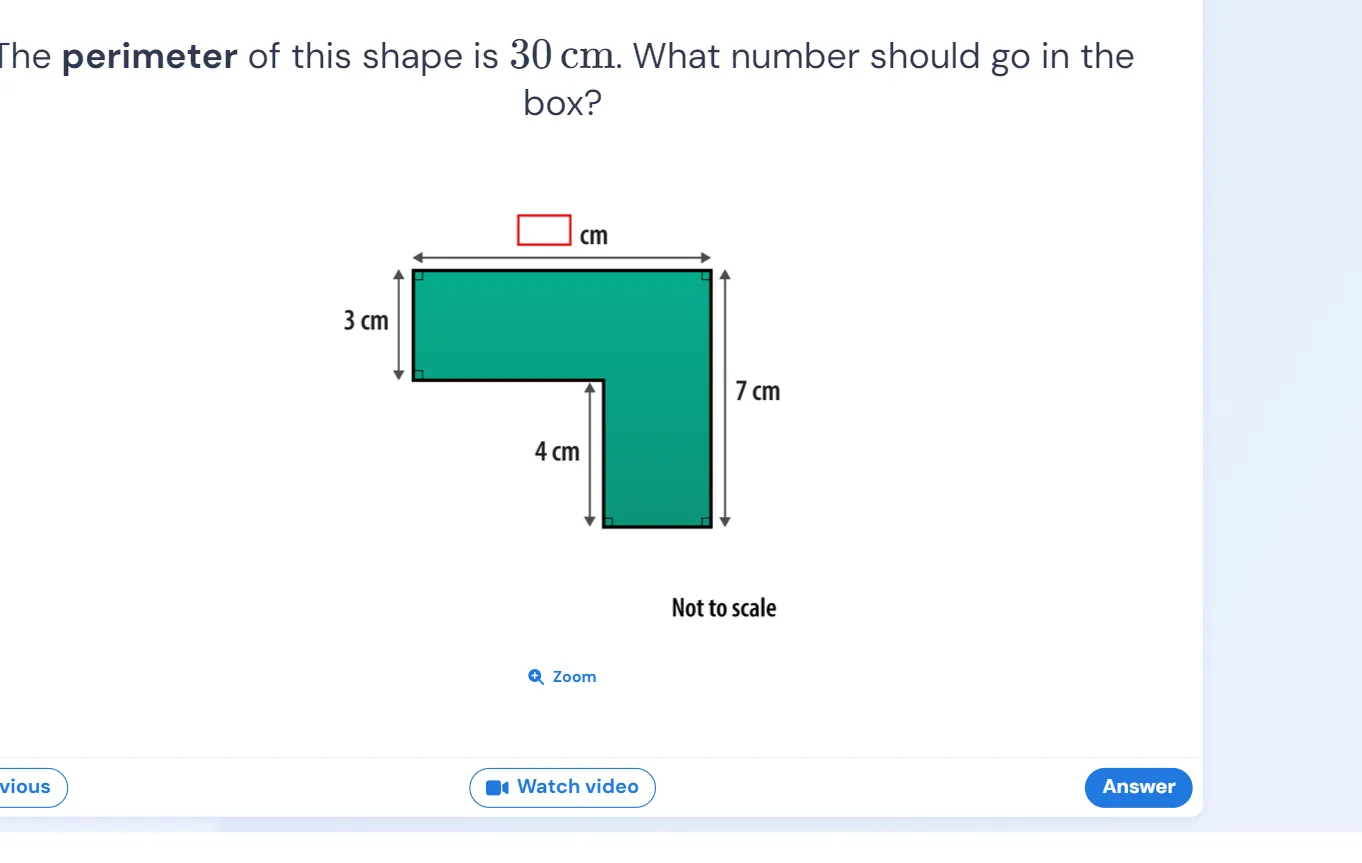 The perimeter of this shape is 30 cm. What number should go in the
box?
cm
3 cm
7 cm
4 cm
Not to scale
Zoom
vious
Watch video
Answer